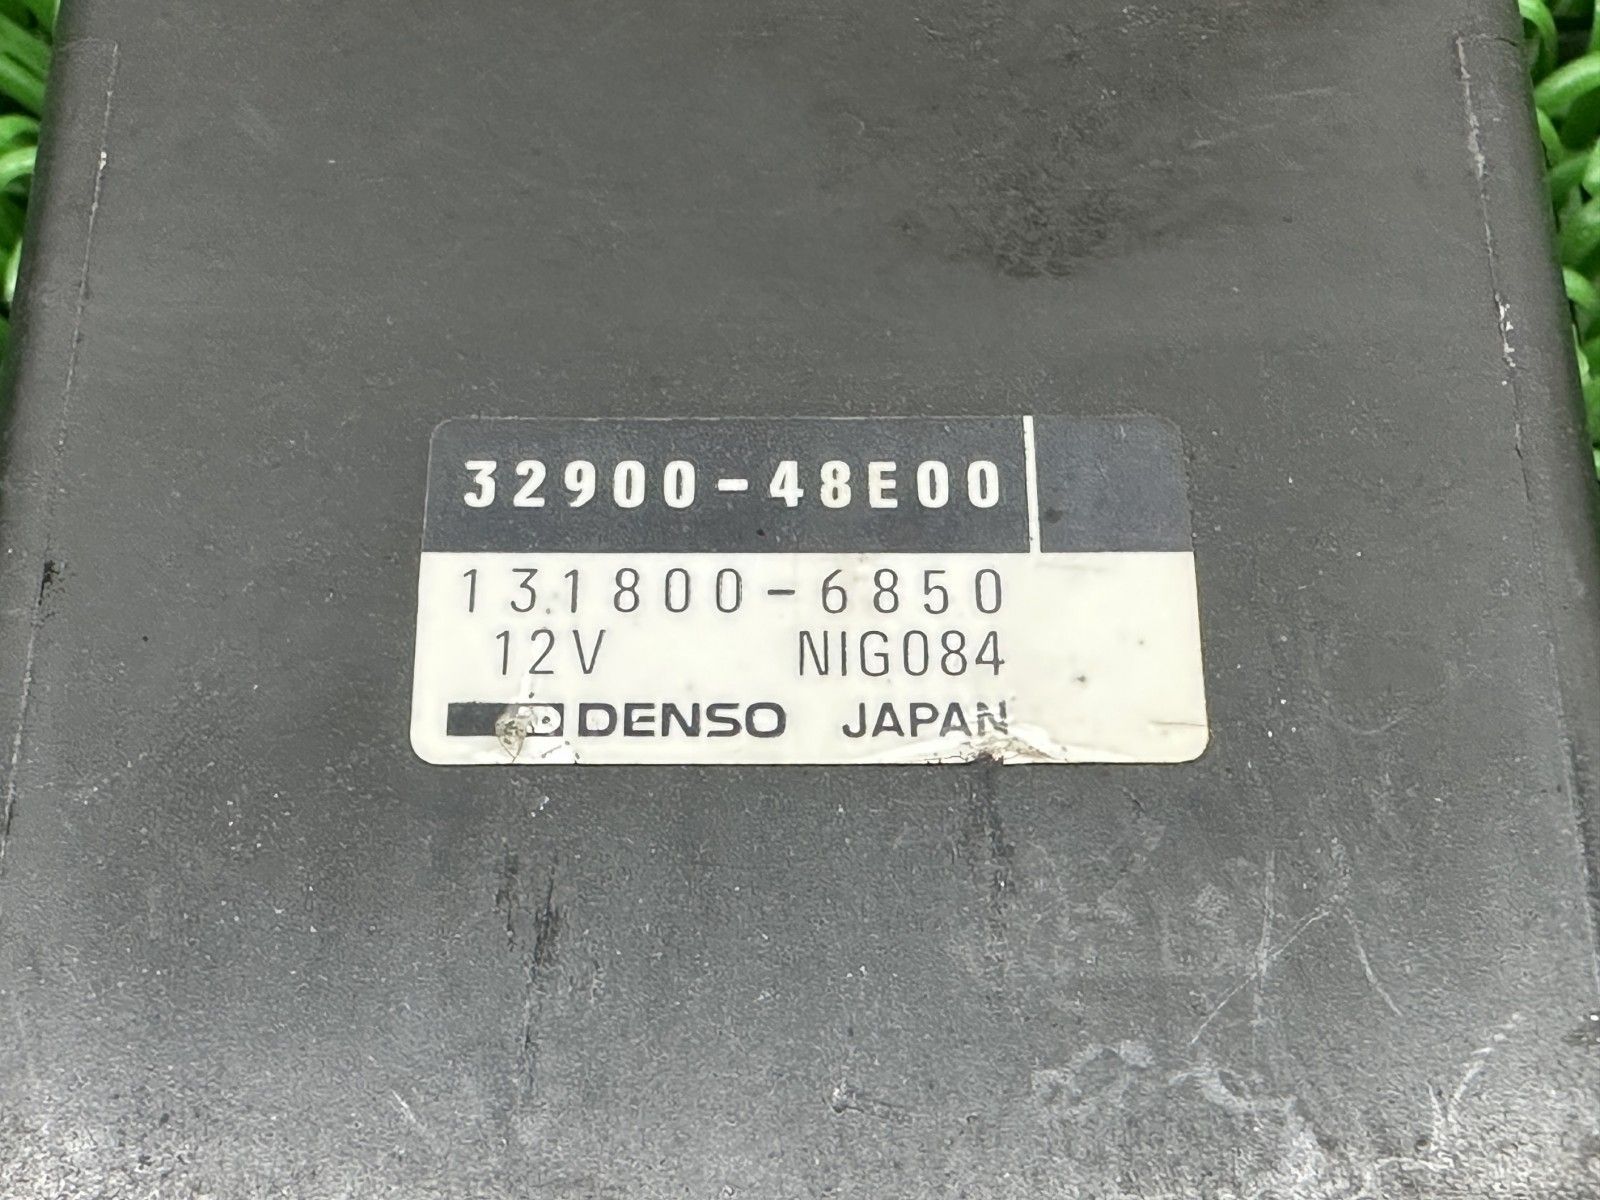 32900-48E00
131800-6850
12V NIG084
DENSO JAPAN